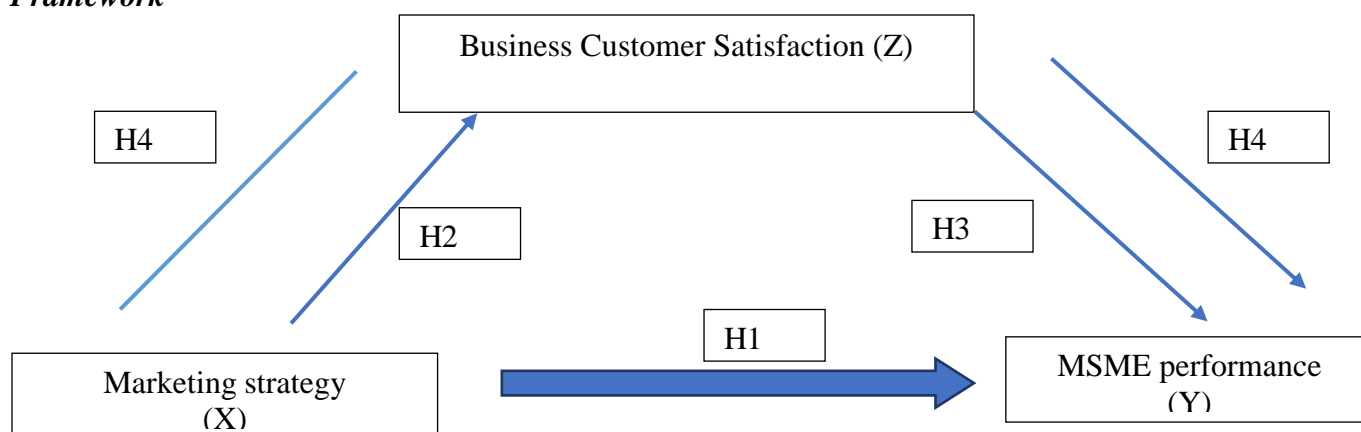 Framework
Business Customer Satisfaction (Z)
H4
H4
H2
H3
H1
Marketing strategy
(X)
MSME performance
(Y)